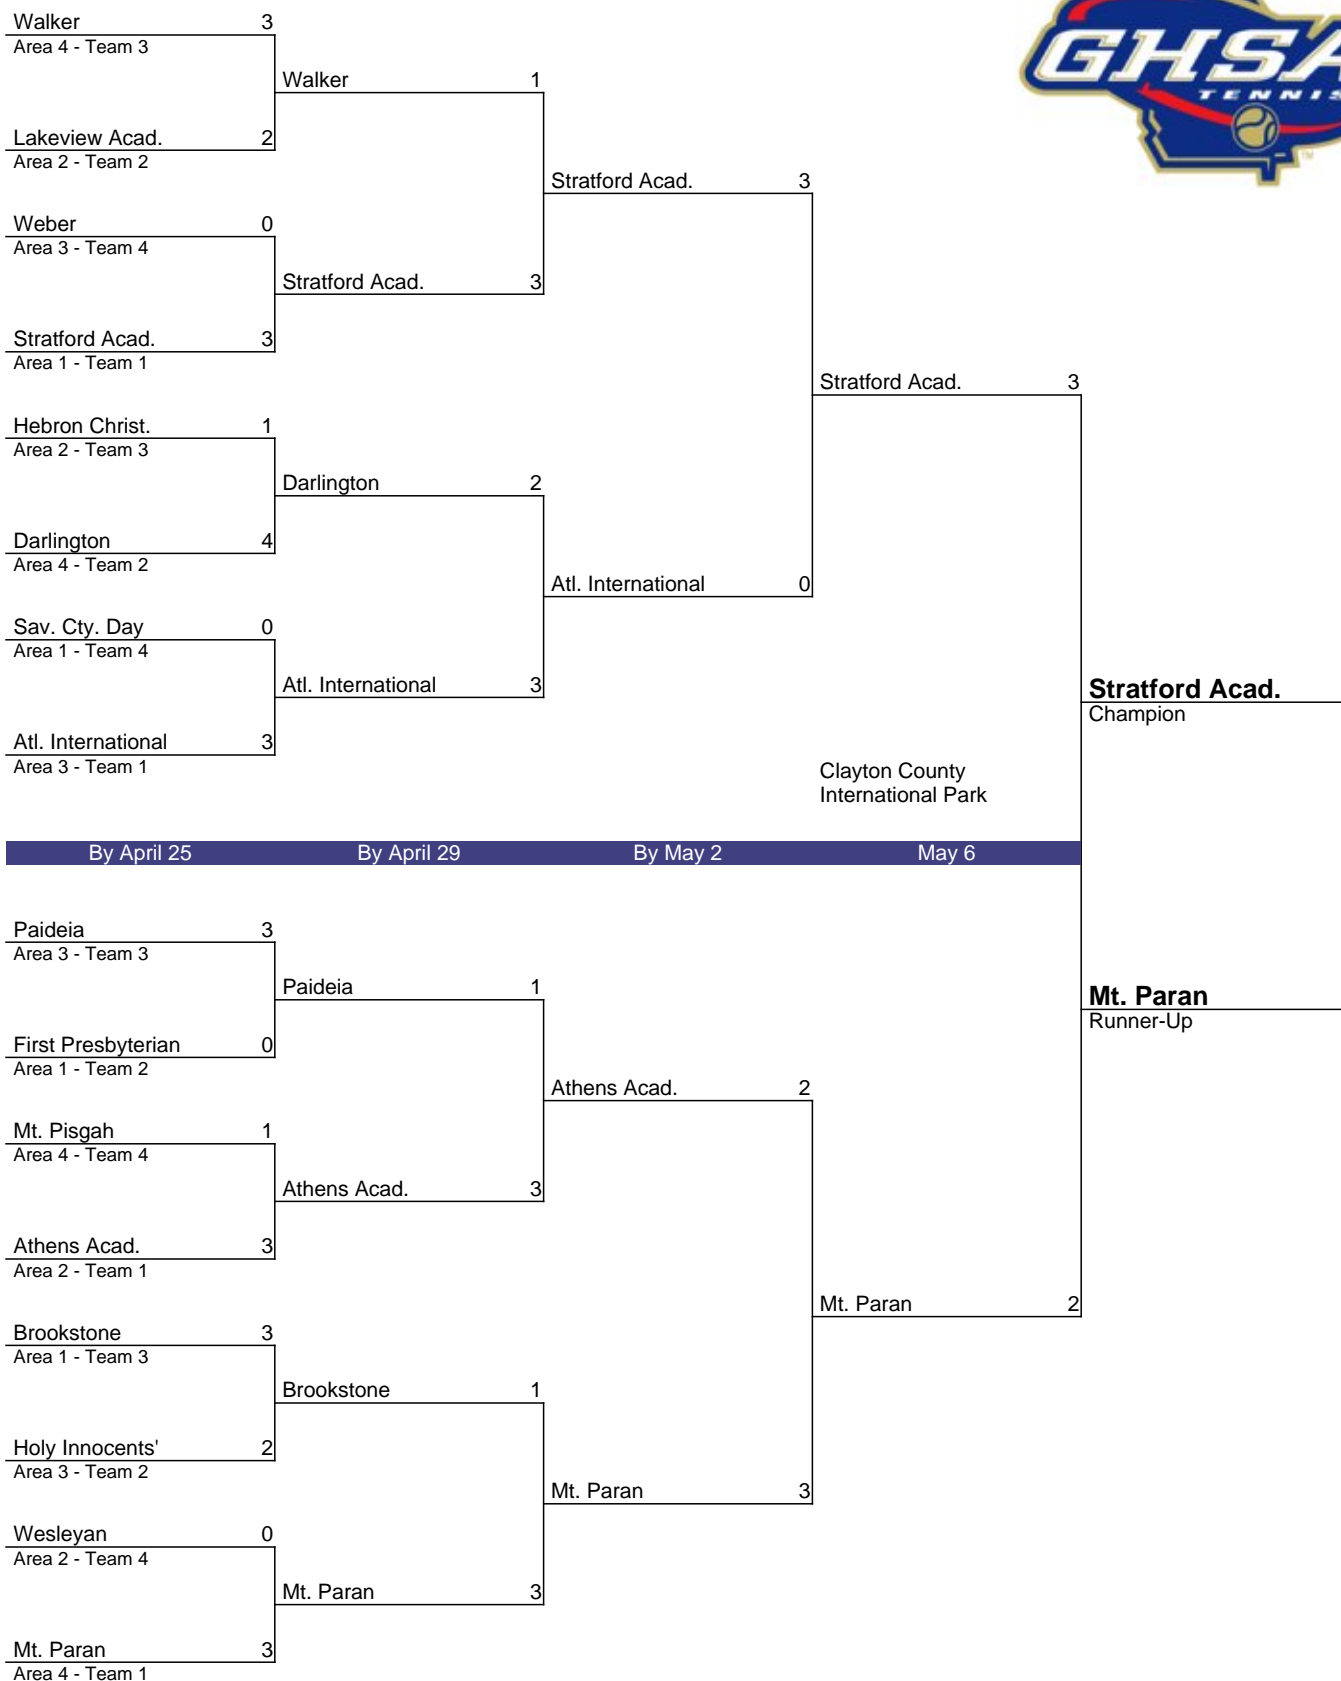 GHSA
TENNIS
Walker 3
Area 4 - Team 3
Walker 1
Lakeview Acad. 2
Area 2 - Team 2
Stratford Acad. 3
Weber 0
Area 3 - Team 4
Stratford Acad. 3
Stratford Acad. 3
Area 1 - Team 1
Stratford Acad. 3
Hebron Christ. 1
Area 2 - Team 3
Darlington 2
Darlington 4
Area 4 - Team 2
Atl. International 0
Sav. Cty. Day 0
Area 1 - Team 4
Atl. International 3
Stratford Acad.
Champion
Atl. International 3
Area 3 - Team 1
Clayton County
International Park
By April 25 By April 29 By May 2 May 6
Paideia 3
Area 3 - Team 3
Paideia 1
Mt. Paran
Runner-Up
First Presbyterian 0
Area 1 - Team 2
Athens Acad. 2
Mt. Pisgah 1
Area 4 - Team 4
Athens Acad. 3
Athens Acad. 3
Area 2 - Team 1
Mt. Paran 2
Brookstone 3
Area 1 - Team 3
Brookstone 1
Holy Innocents' 2
Area 3 - Team 2
Mt. Paran 3
Wesleyan 0
Area 2 - Team 4
Mt. Paran 3
Mt. Paran 3
Area 4 - Team 1